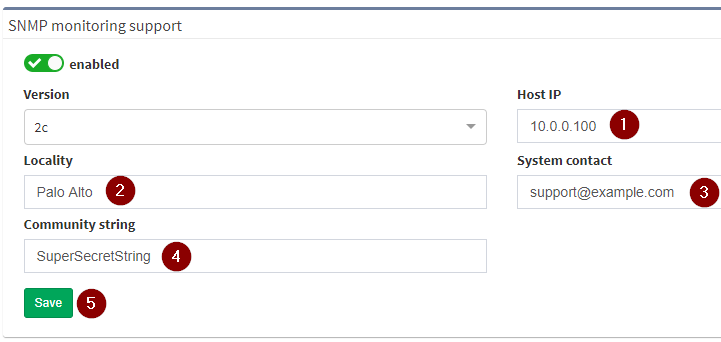 SNMP monitoring support
enabled
Version
Host IP
2c
10.0.0.100 1
Locality
System contact
Palo Alto 2
support@example.com 3
Community string
SuperSecretString 4
Save 5